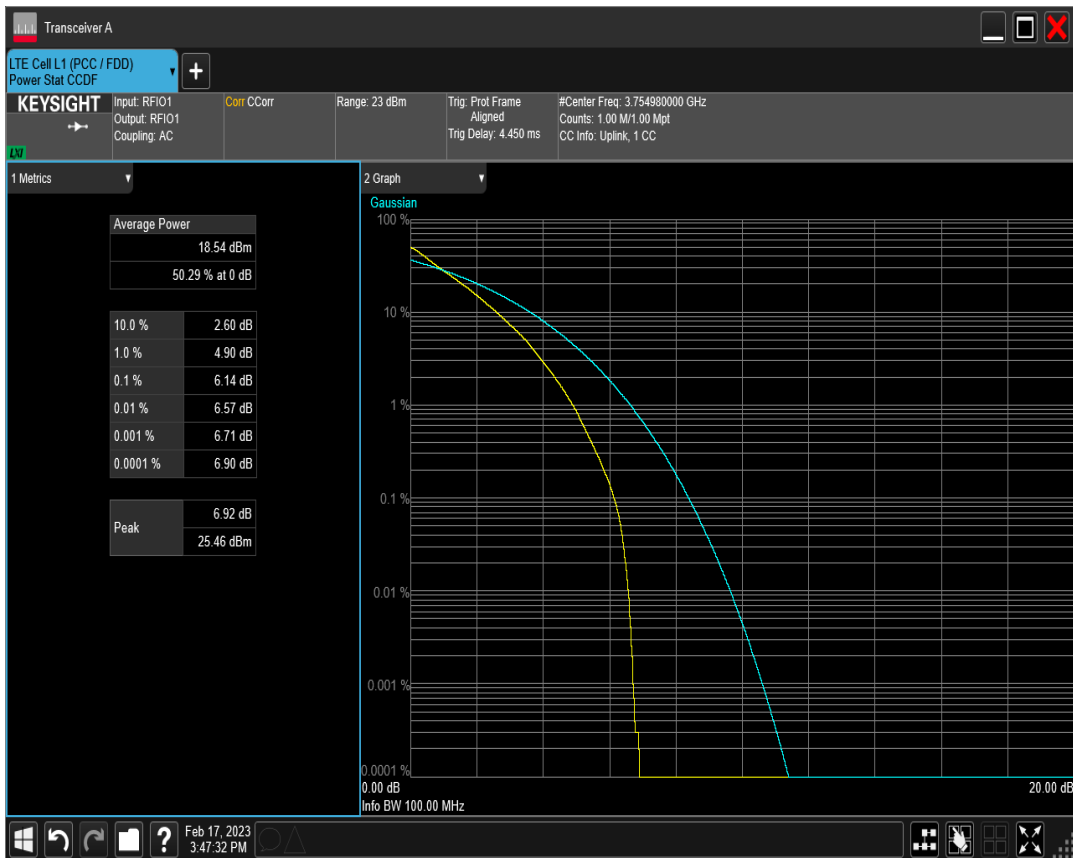 Transceiver A
LTE Cell L1 (PCC / FDD)
Power Stat CCDF
KEYSIGHT
LXI
Input: RFIO1
Output: RFIO1
Coupling: AC
Corr CCorr
Range: 23 dBm
Trig: Prot Frame
Aligned
Trig Delay: 4.450 ms
#Center Freq: 3.754980000 GHz
Counts: 1.00 M/1.00 Mpt
CC Info: Uplink, 1 CC
1 Metrics
Average Power
18.54 dBm
50.29 % at 0 dB
10.0 % 2.60 dB
1.0 % 4.90 dB
0.1 % 6.14 dB
0.01 % 6.57 dB
0.001 % 6.71 dB
0.0001 % 6.90 dB
Peak
6.92 dB
25.46 dBm
2 Graph
Gaussian
100 %
10 %
1 %
0.1 %
0.01 %
0.001 %
0.0001 %
0.00 dB
20.00 dB
Info BW 100.00 MHz
?
Feb 17, 2023
3:47:32 PM